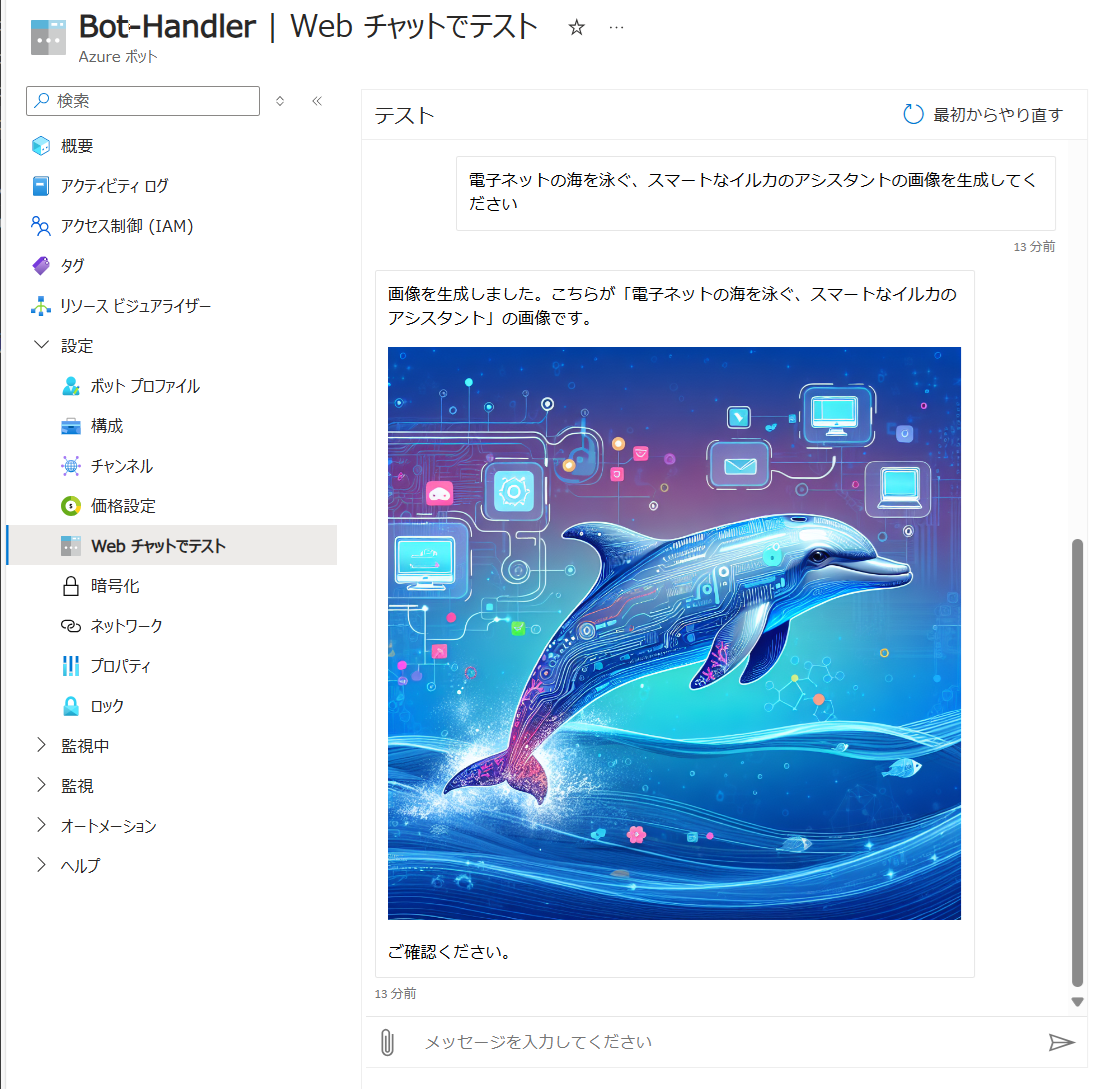 Bot-Handler | Web チャットでテスト ☆ …
Azure ボット
検索
概要
アクティビティ ログ
アクセス制御 (IAM)
タグ
リソース ビジュアライザー
設定
ボット プロファイル
構成
チャンネル
価格設定
Web チャットでテスト
暗号化
ネットワーク
プロパティ
ロック
監視中
監視
オートメーション
ヘルプ
テスト
最初からやり直す
電子ネットの海を泳ぐ、スマートなイルカのアシスタントの画像を生成してく
ださい
13 分前
画像を生成しました。こちらが「電子ネットの海を泳ぐ、スマートなイルカの
アシスタント」の画像です。
ご確認ください。
13 分前
メッセージを入力してください